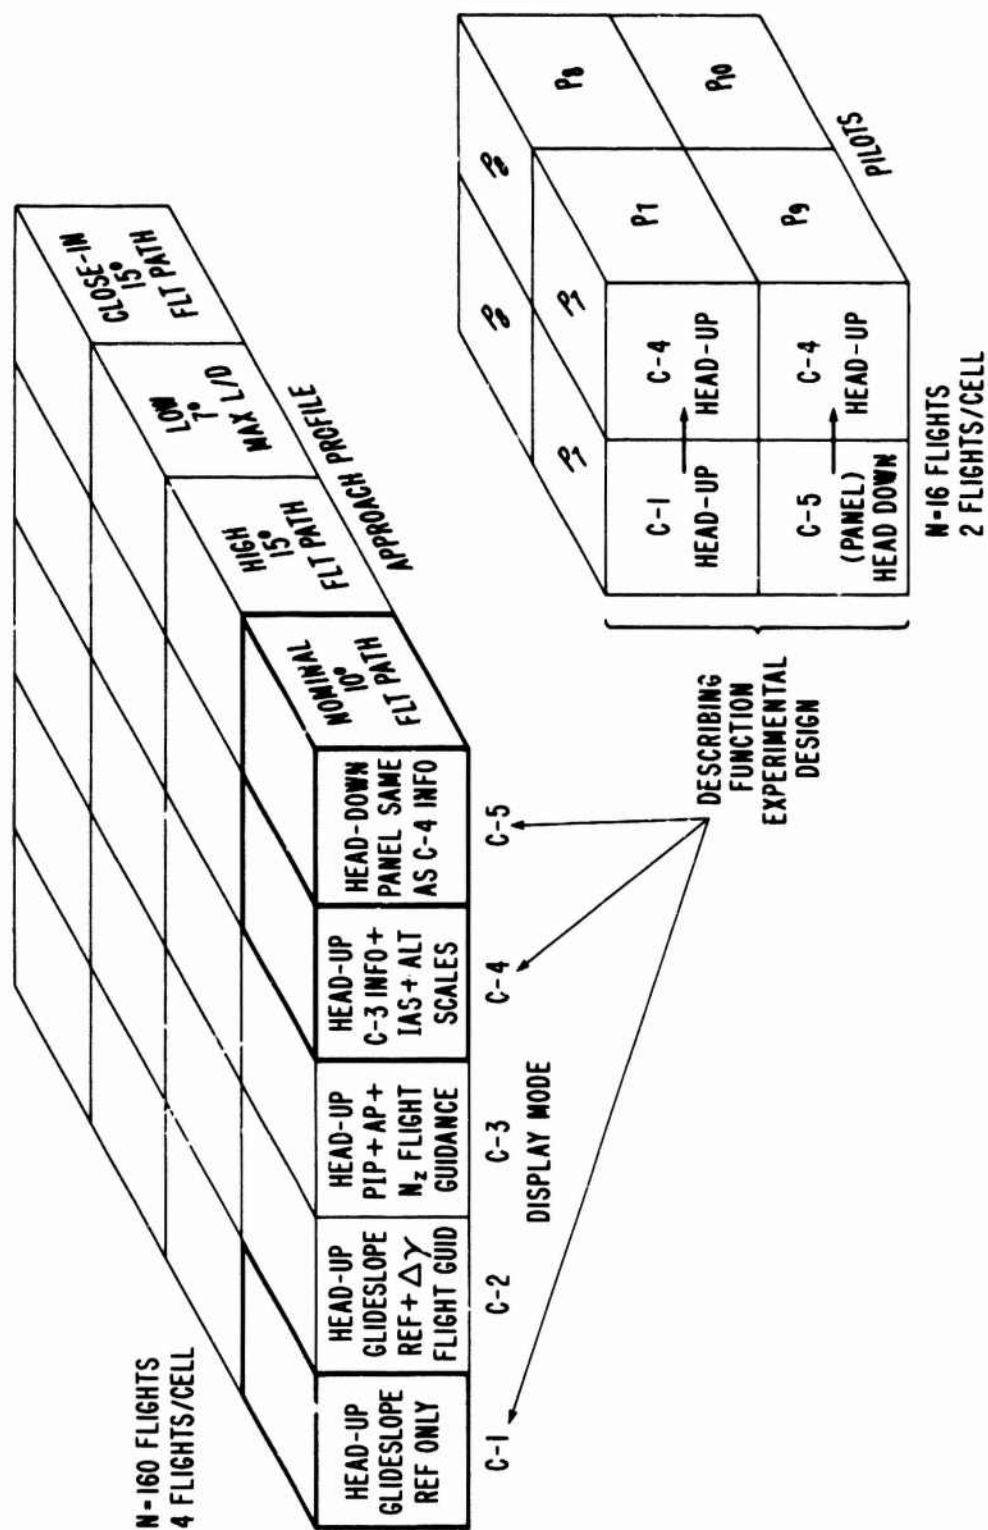 N=160 FLIGHTS
4 FLIGHTS/CELL
HEAD-UP
GLIDESLOPE
REF ONLY
HEAD-UP
GLIDESLOPE
REF+Δγ
FLIGHT GUID
HEAD-UP
PIP+AP+
Nz FLIGHT
GUIDANCE
HEAD-UP
C-3 INFO+
IAS+ALT
SCALES
HEAD-DOWN
PANEL SAME
AS C-4 INFO
C-1
C-2
C-3
C-4
C-5
DISPLAY MODE
NOMINAL
10°
FLT PATH
HIGH
15°
FLT PATH
LOW
7°
MAX L/D
CLOSE-IN
15°
FLT PATH
APPROACH PROFILE
DESCRIBING
FUNCTION
EXPERIMENTAL
DESIGN
C-1
HEAD-UP
C-4
HEAD-UP
C-5
(PANEL)
HEAD DOWN
C-4
HEAD-UP
P7
P8
P7
P8
P7
P8
P9
P10
PILOTS
N=16 FLIGHTS
2 FLIGHTS/CELL